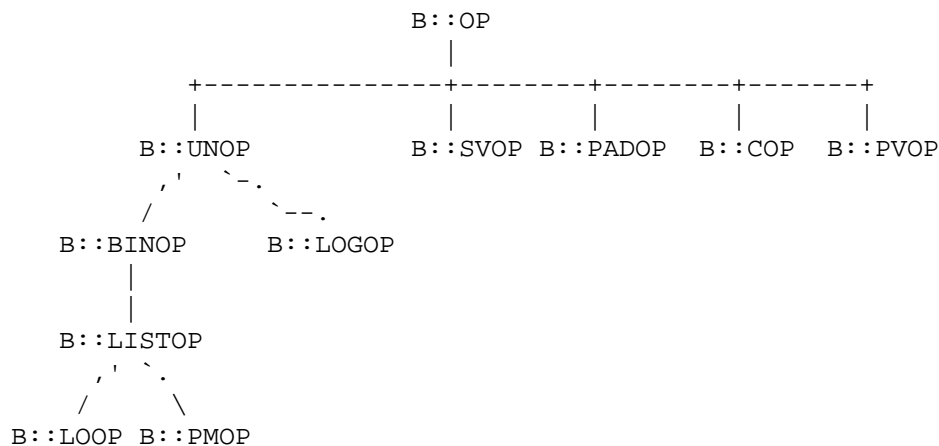 B::OP
B::UNOP B::SVOP B::PADOP B::COP B::PVOP
B::BINOP B::LOGOP
B::LISTOP
B::LOOP B::PMOP